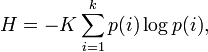 H = -K \sum_{i=1}^{k} p(i) \log p(i),